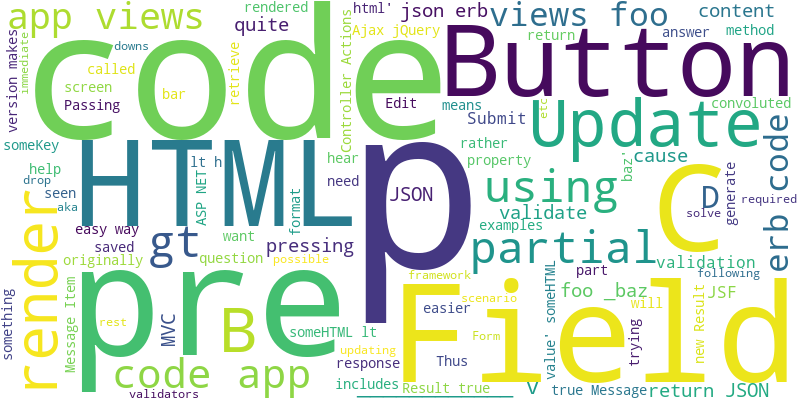 rendered
html'
json erb
views foo
content
app views
quite
Ajax jQuery
return
answer
method
version makes
immediate
downs
called
code
Button
screen
Passing
bar
retrieve
Controller Actions
Edit
means
Submit
etc
convoluted
Update
someKey
help
drop
seen
aka
HTML
lt h
ASP NET
hear
need
JSON
p
rather
property
using
validate
examples
cause
baz'
C
D
solve
generate
required
erb code
easy way
saved
originally
render
gt
format
want
question
possible
pressing
partial
validation
following
Message Item
something
pre
MVC
B
rest
someHTML lt
updating
response
framework
scenario
easier
Form
Thus
Field
value' someHTML
part
foo _baz
will
trying
JSF
new Result
code app
validators
includes
Result true
v
true Message
return JSON